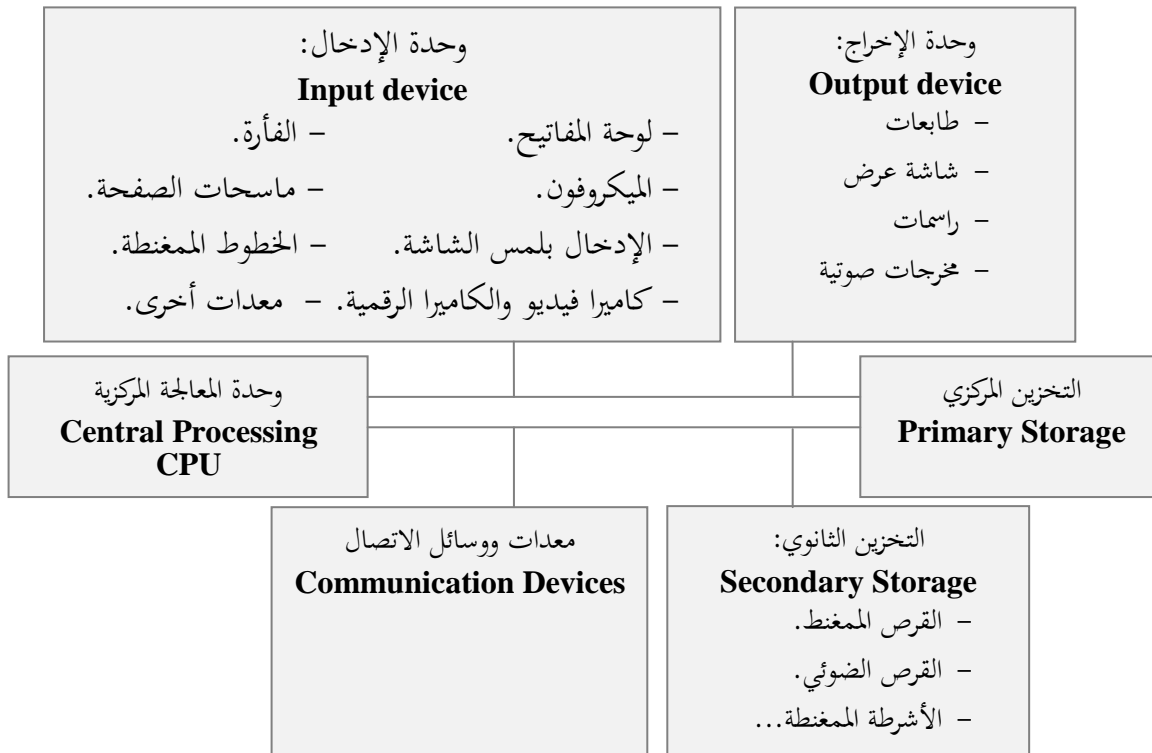 وحدة الإدخال:
Input device
– لوحة المفاتيح. – الفأرة.
– الميكروفون. – ماسحات الصفحة.
– الإدخال بلمس الشاشة. – الخطوط الممغنطة.
– كاميرا فيديو والكاميرا الرقمية. – معدات أخرى.
وحدة الإخراج:
Output device
– طابعات
– شاشة عرض
– راسمات
– مخرجات صوتية
وحدة المعالجة المركزية
Central Processing
CPU
التخزين المركزي
Primary Storage
معدات ووسائل الاتصال
Communication Devices
التخزين الثانوي:
Secondary Storage
– القرص الممغنط.
– القرص الضوئي.
– الأشرطة الممغنطة...